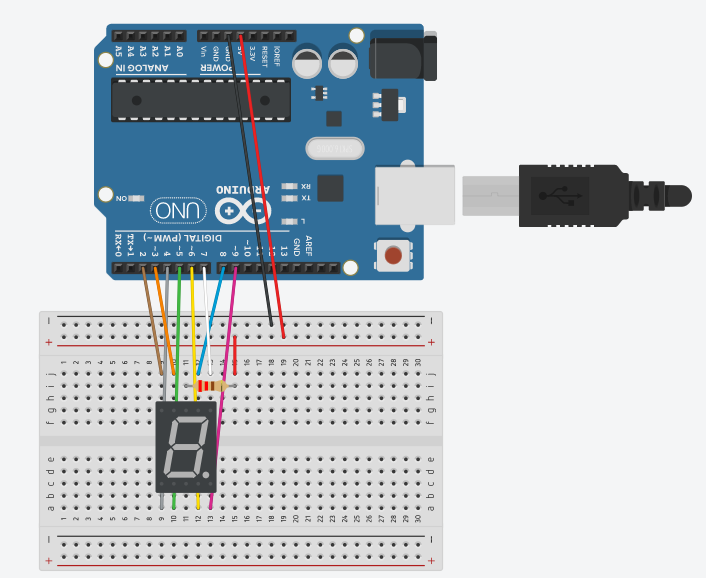 A5 A4 A3 A2 A1 A0
Vin GND GND 5V 3.3V RESET IOREF
ANALOG IN POWER
ON
RX
TX
L
ARDUINO
UNO
DIGITAL (PWM ~)
RX←0 TX→1 2 ~3 4 ~5 ~6 7 8 ~9 ~10 13 GND AREF
− −
+ +
1 2 3 4 5 6 7 8 9 10 11 12 13 14 15 16 17 18 19 20 21 22 23 24 25 26 27 28 29 30
j j
i i
h h
g g
f f
e e
d d
c c
b b
a a
1 2 3 4 5 6 7 8 9 10 11 12 13 14 15 16 17 18 19 20 21 22 23 24 25 26 27 28 29 30
− −
+ +